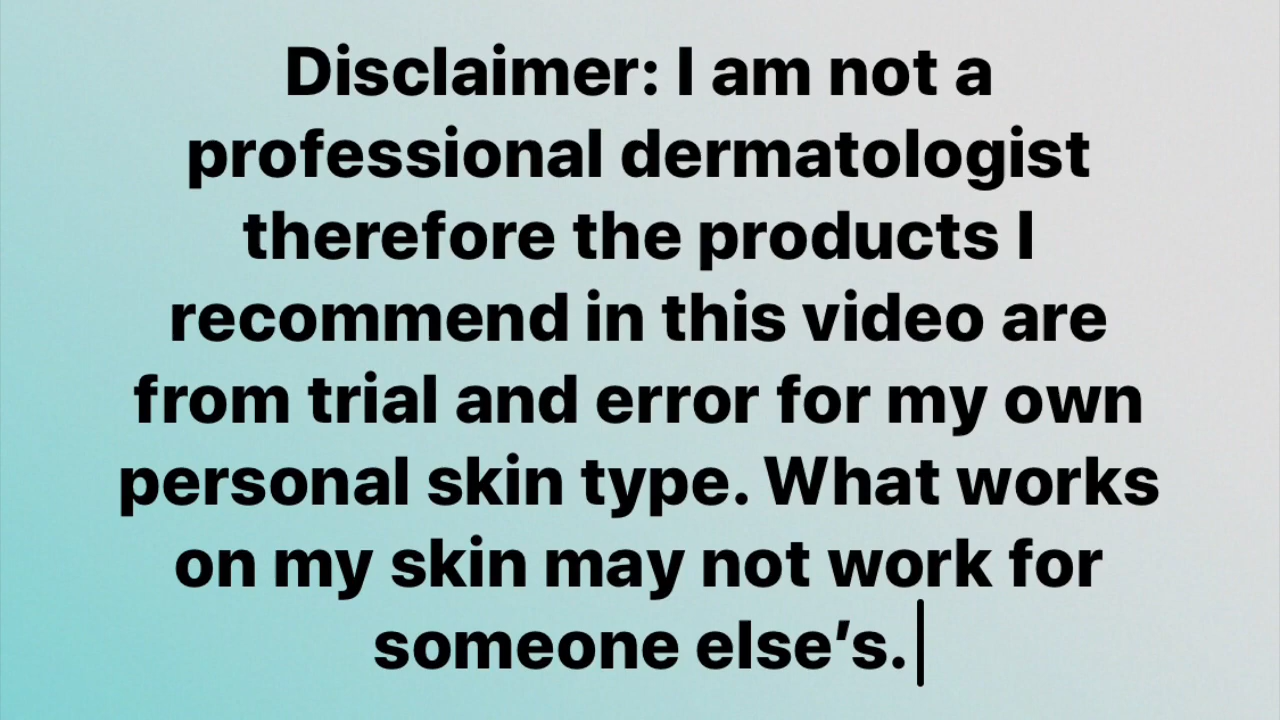 Disclaimer: I am not a
professional dermatologist
therefore the products I
recommend in this video are
from trial and error for my own
personal skin type. What works
on my skin may not work for
someone else’s.